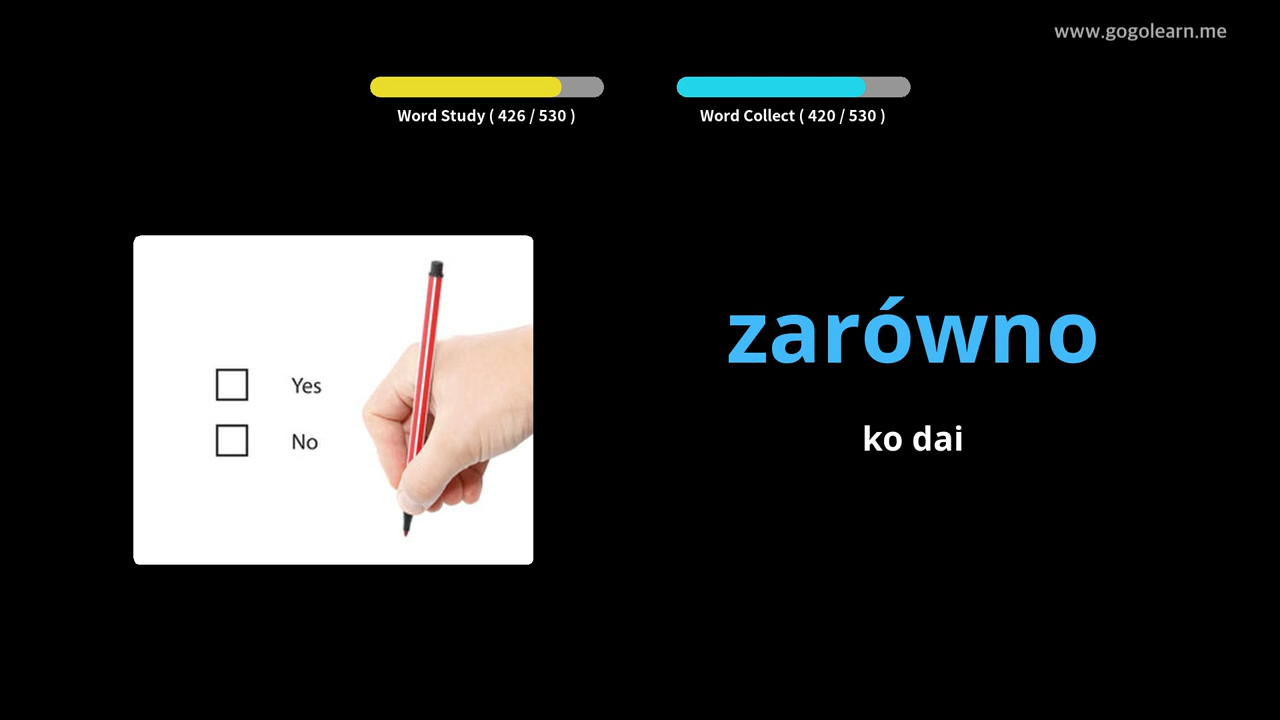 www.gogolearn.me
Word Study ( 426 / 530 )
Word Collect ( 420 / 530 )
Yes
No
zarówno
ko dai